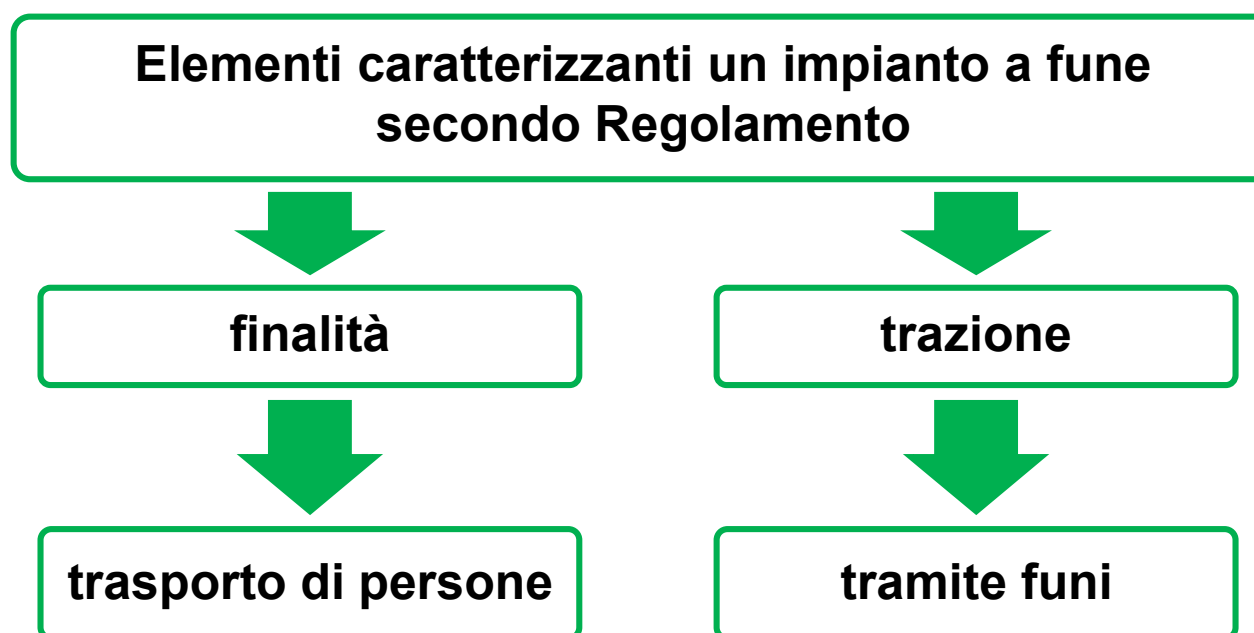 Elementi caratterizzanti un impianto a fune
secondo Regolamento
finalità
trazione
trasporto di persone
tramite funi